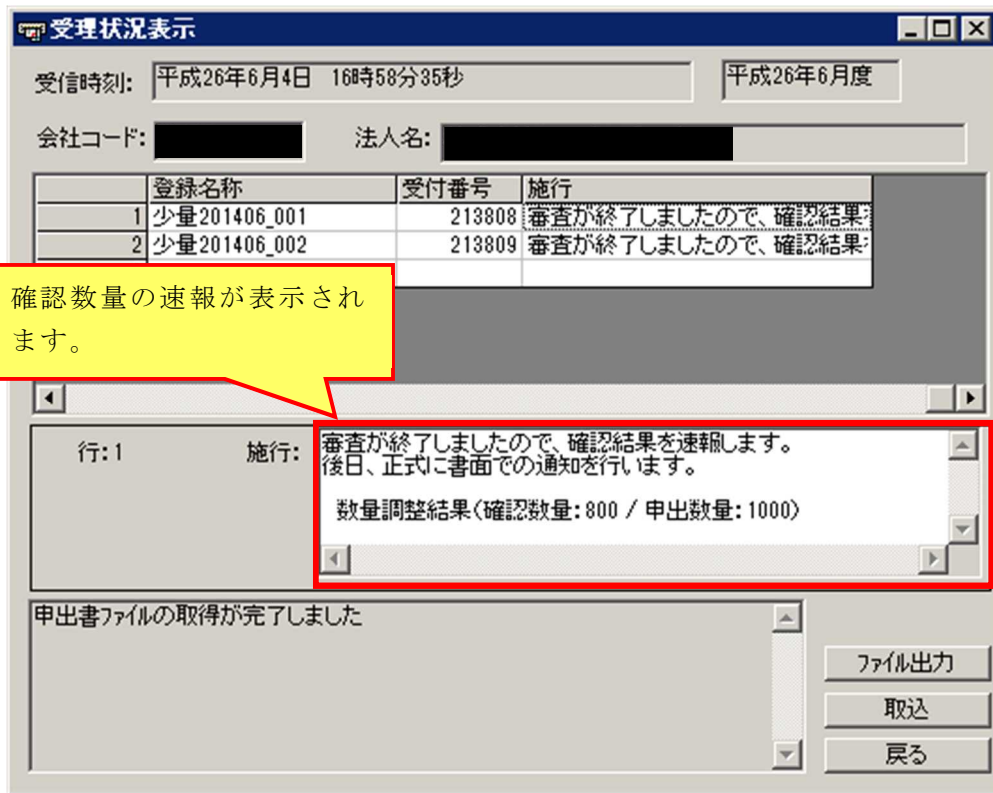 受理状況表示
受信時刻: 平成26年6月4日 16時58分35秒 平成26年6月度
会社コード: 法人名:
登録名称 受付番号 施行
1 少量201406_001 213808 審査が終了しましたので、確認結果
2 少量201406_002 213809 審査が終了しましたので、確認結果
確認数量の速報が表示され
ます。
行:1 施行: 審査が終了しましたので、確認結果を速報します。
後日、正式に書面での通知を行います。
数量調整結果(確認数量:800 / 申出数量:1000)
申出書ファイルの取得が完了しました
ファイル出力
取込
戻る